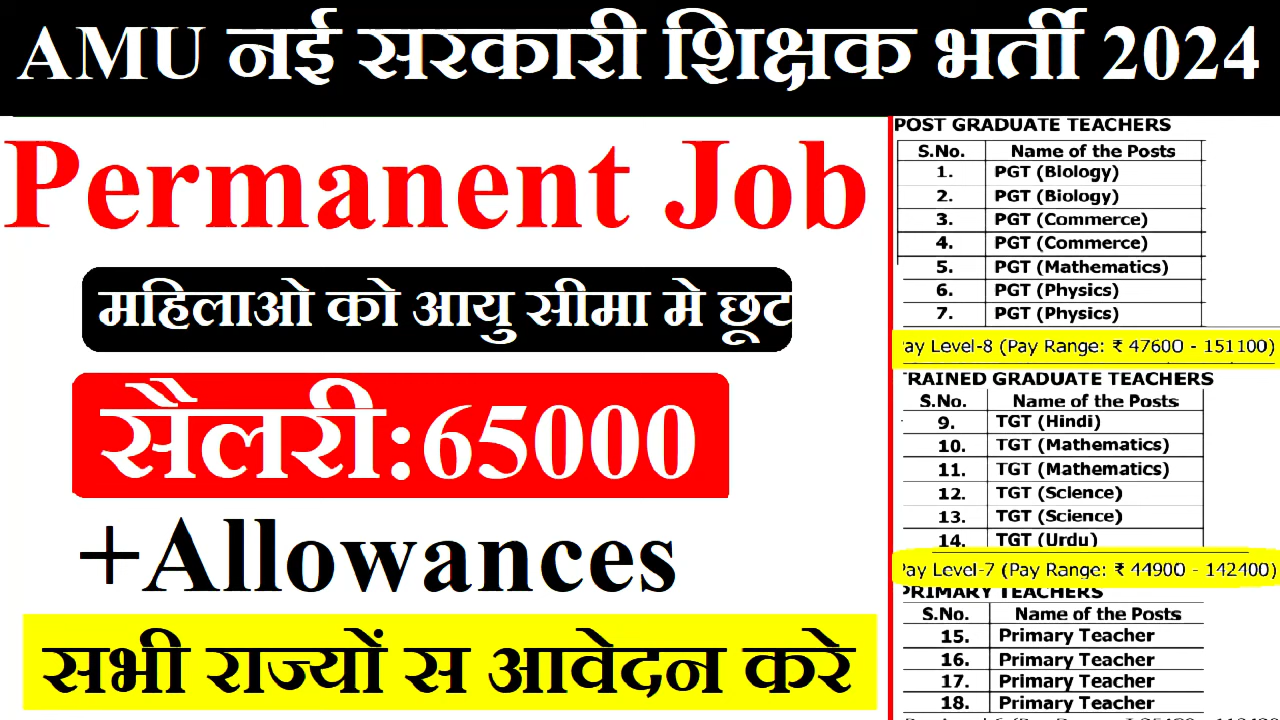 AMU नई सरकारी शिक्षक भर्ती 2024
Permanent Job
महिलाओ को आयु सीमा मे छूट
सैलरी:65000
+Allowances
सभी राज्यों स आवेदन करे
POST GRADUATE TEACHERS
S.No. Name of the Posts
1. PGT (Biology)
2. PGT (Biology)
3. PGT (Commerce)
4. PGT (Commerce)
5. PGT (Mathematics)
6. PGT (Physics)
7. PGT (Physics)
Pay Level-8 (Pay Range: ₹ 47600 - 151100)
TRAINED GRADUATE TEACHERS
S.No. Name of the Posts
9. TGT (Hindi)
10. TGT (Mathematics)
11. TGT (Mathematics)
12. TGT (Science)
13. TGT (Science)
14. TGT (Urdu)
Pay Level-7 (Pay Range: ₹ 44900 - 142400)
PRIMARY TEACHERS
S.No. Name of the Posts
15. Primary Teacher
16. Primary Teacher
17. Primary Teacher
18. Primary Teacher